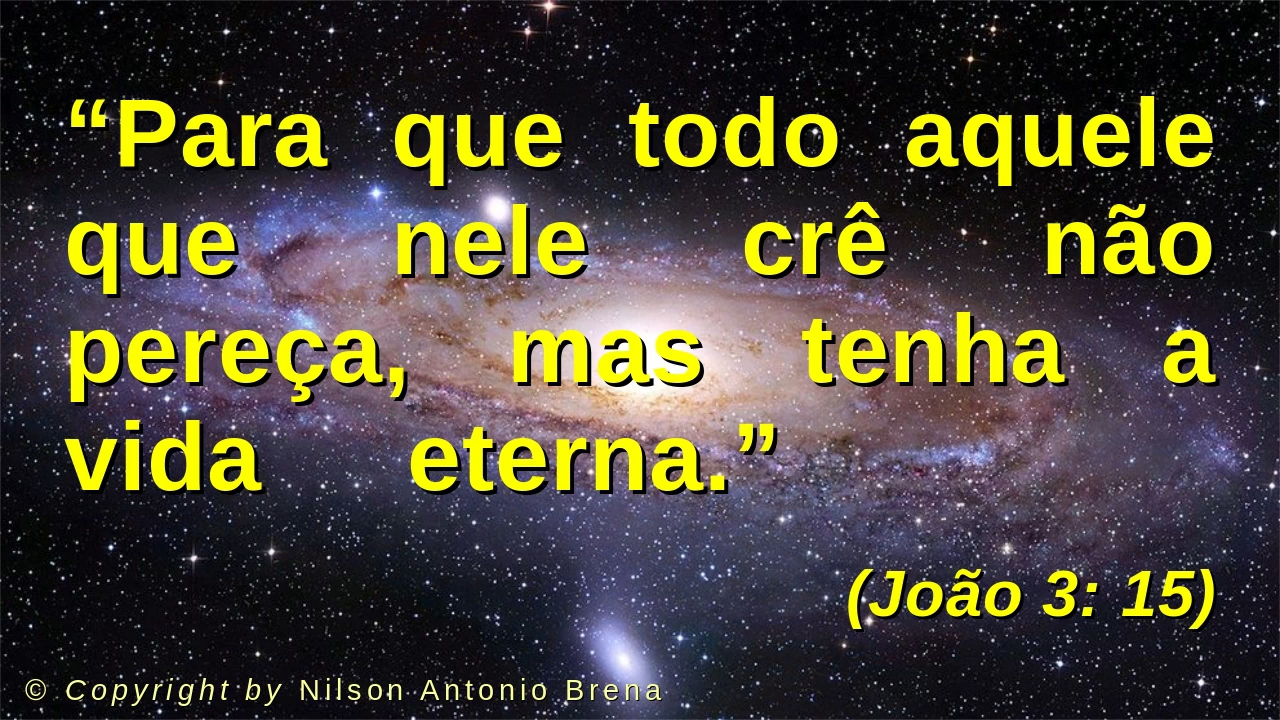 “Para que todo aquele
que nele crê não
pereça, mas tenha a
vida eterna.”
(João 3: 15)
© Copyright by Nilson Antonio Brena